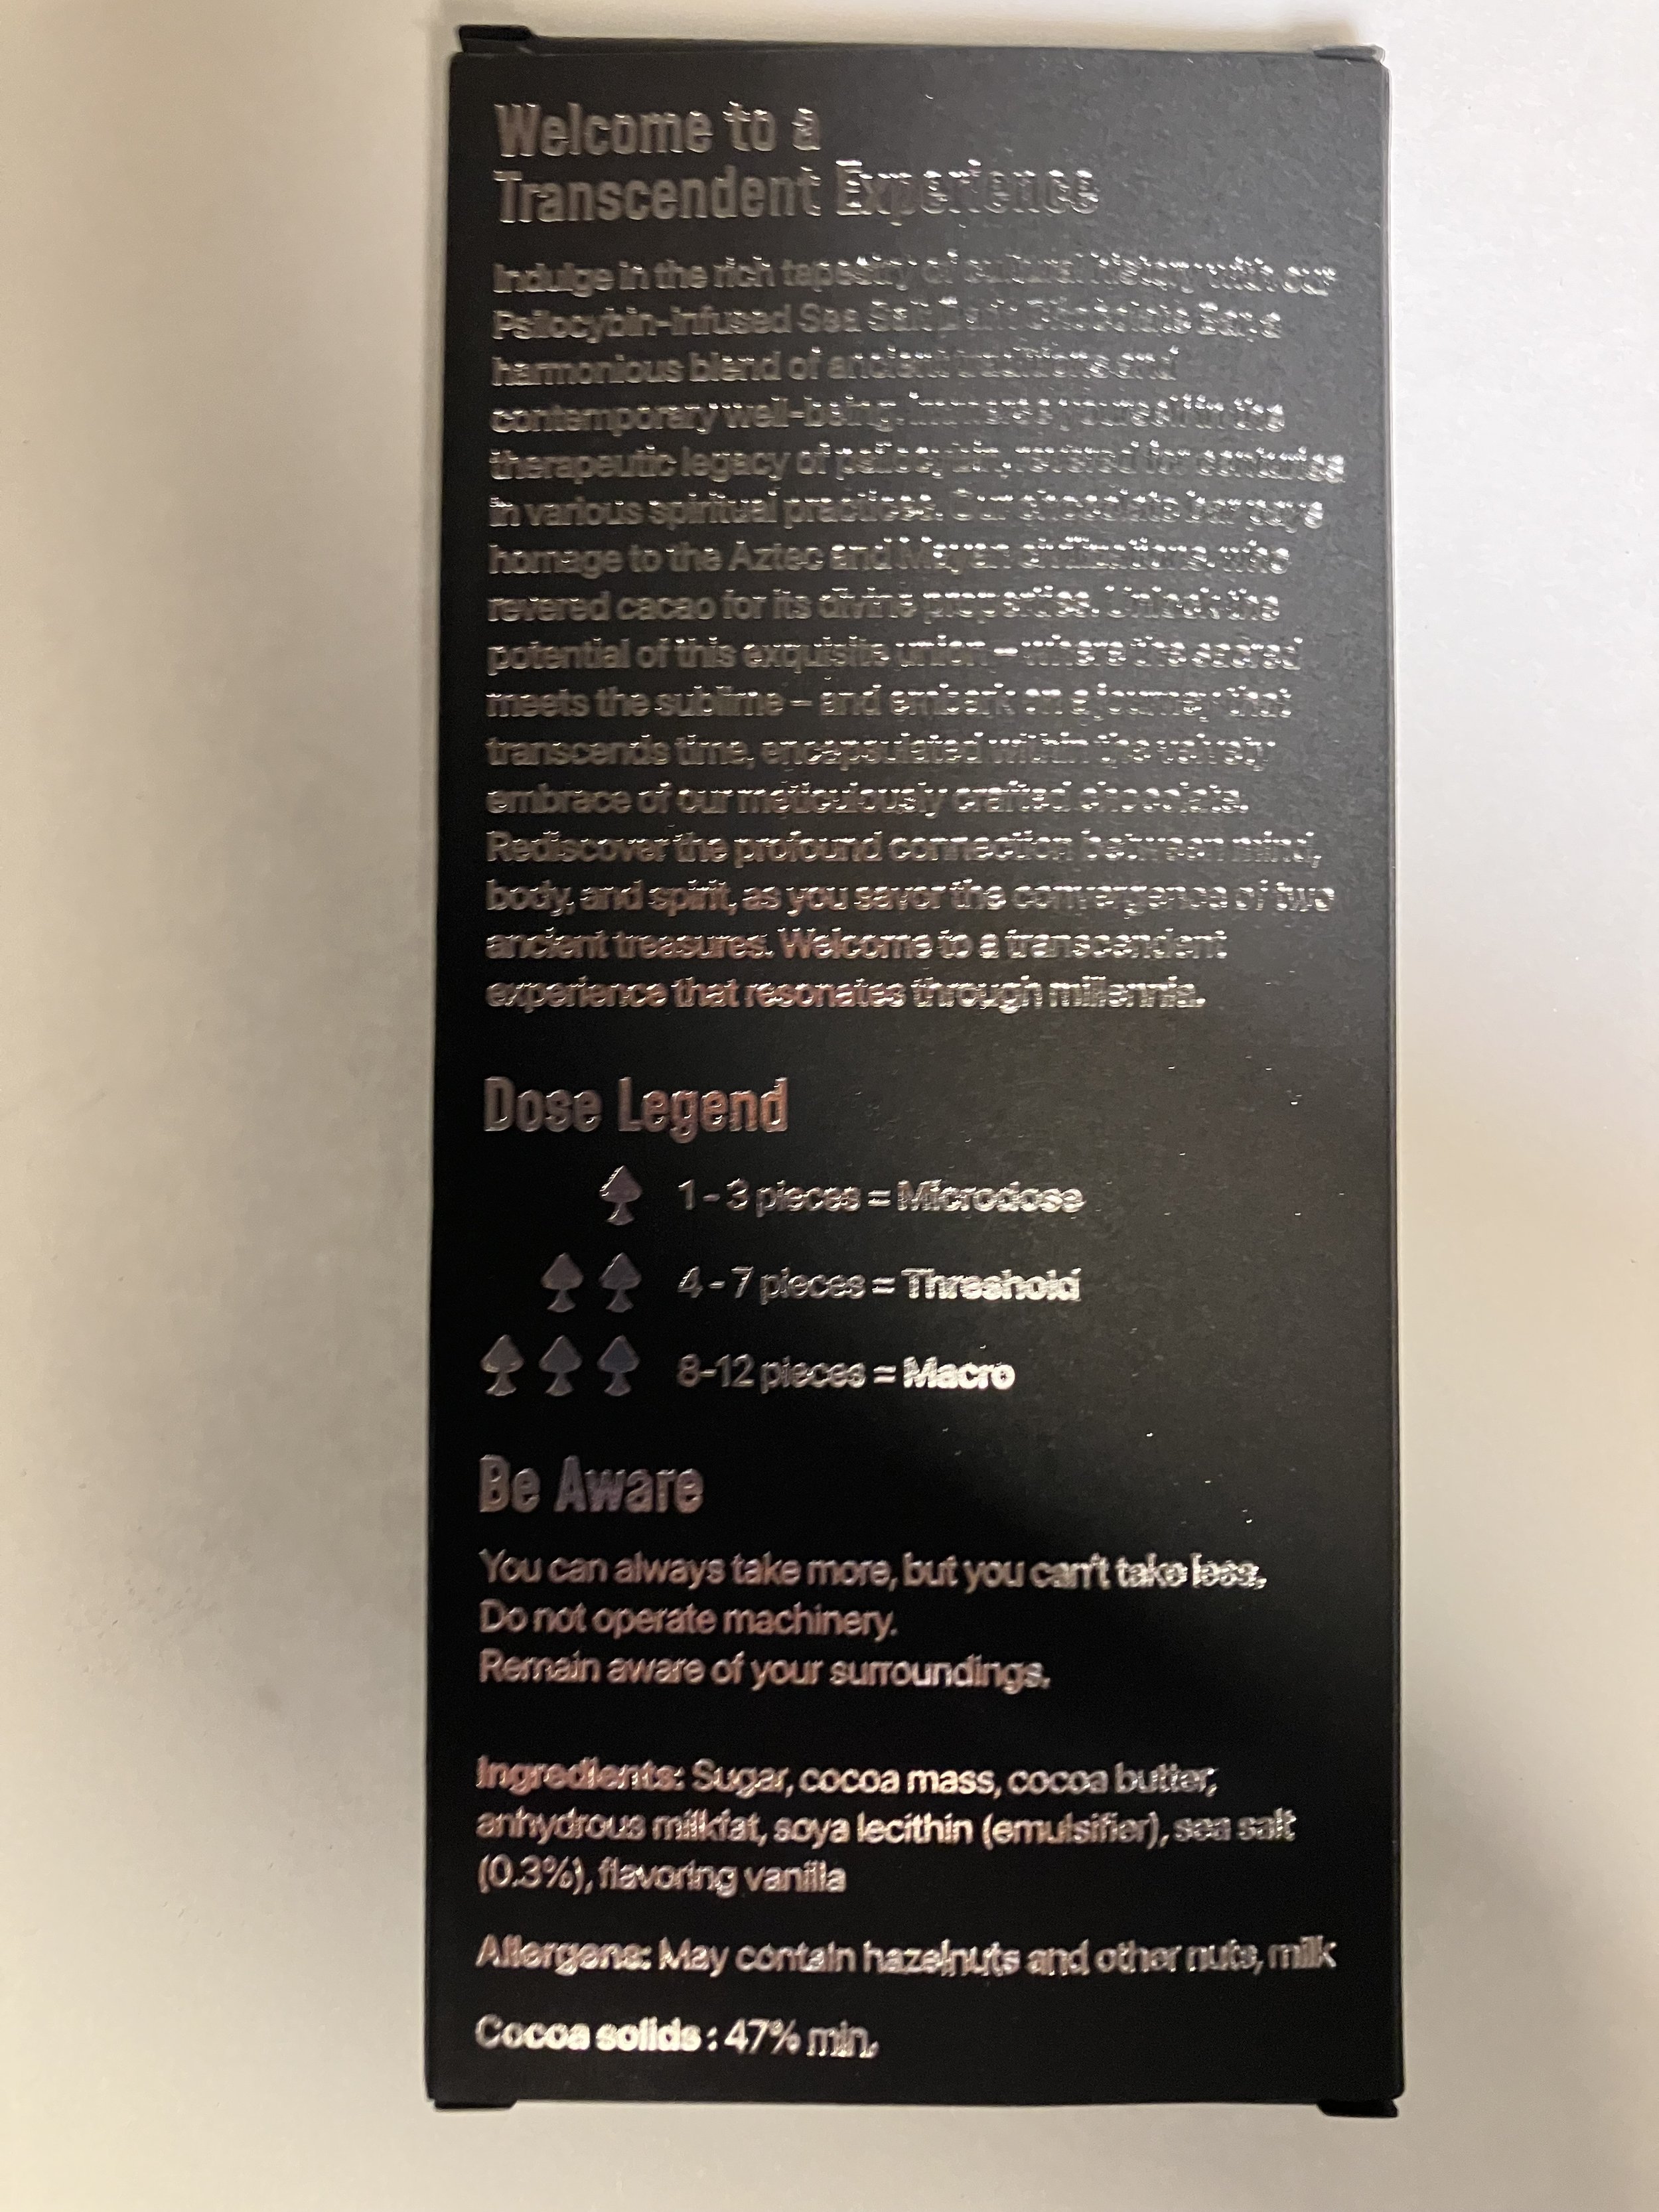 Welcome to a
Transcendent Experience
Indulge in the rich tapestry of cultural history with our
Psilocybin-Infused Sea Salt Dark Chocolate Bar, a
harmonious blend of ancient traditions and
contemporary well-being. Immerse yourself in the
therapeutic legacy of psilocybin, revered for centuries
in various spiritual practices. Our chocolate bar pays
homage to the Aztec and Mayan civilizations, who
revered cacao for its divine properties. Unlock the
potential of this exquisite union – where the sacred
meets the sublime – and embark on a journey that
transcends time, encapsulated within the velvety
embrace of our meticulously crafted chocolate.
Rediscover the profound connection between mind,
body, and spirit, as you savor the convergence of two
ancient treasures. Welcome to a transcendent
experience that resonates through millennia.
Dose Legend
1 - 3 pieces = Microdose
4 - 7 pieces = Threshold
8-12 pieces = Macro
Be Aware
You can always take more, but you can't take less.
Do not operate machinery.
Remain aware of your surroundings.
Ingredients: Sugar, cocoa mass, cocoa butter,
anhydrous milkfat, soya lecithin (emulsifier), sea salt
(0.3%), flavoring vanilla
Allergens: May contain hazelnuts and other nuts, milk
Cocoa solids : 47% min.